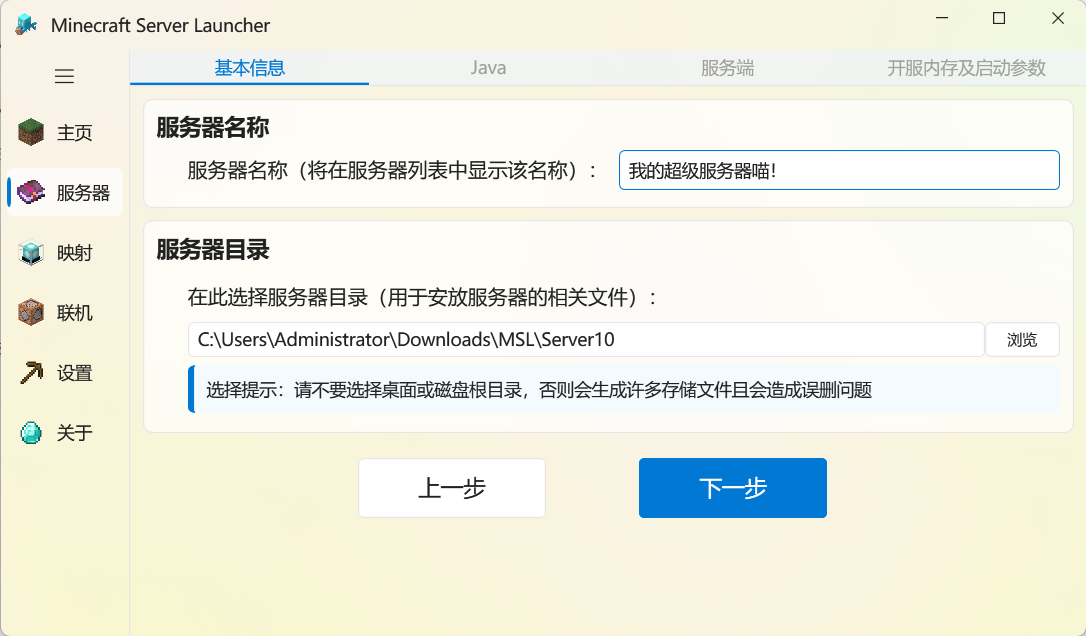 Minecraft Server Launcher
基本信息
Java
服务端
开服内存及启动参数
主页
服务器
映射
联机
设置
关于
服务器名称
服务器名称（将在服务器列表中显示该名称）：
我的超级服务器喵！
服务器目录
在此选择服务器目录（用于安放服务器的相关文件）：
C:\Users\Administrator\Downloads\MSL\Server10
浏览
选择提示：请不要选择桌面或磁盘根目录，否则会生成许多存储文件且会造成误删问题
上一步
下一步